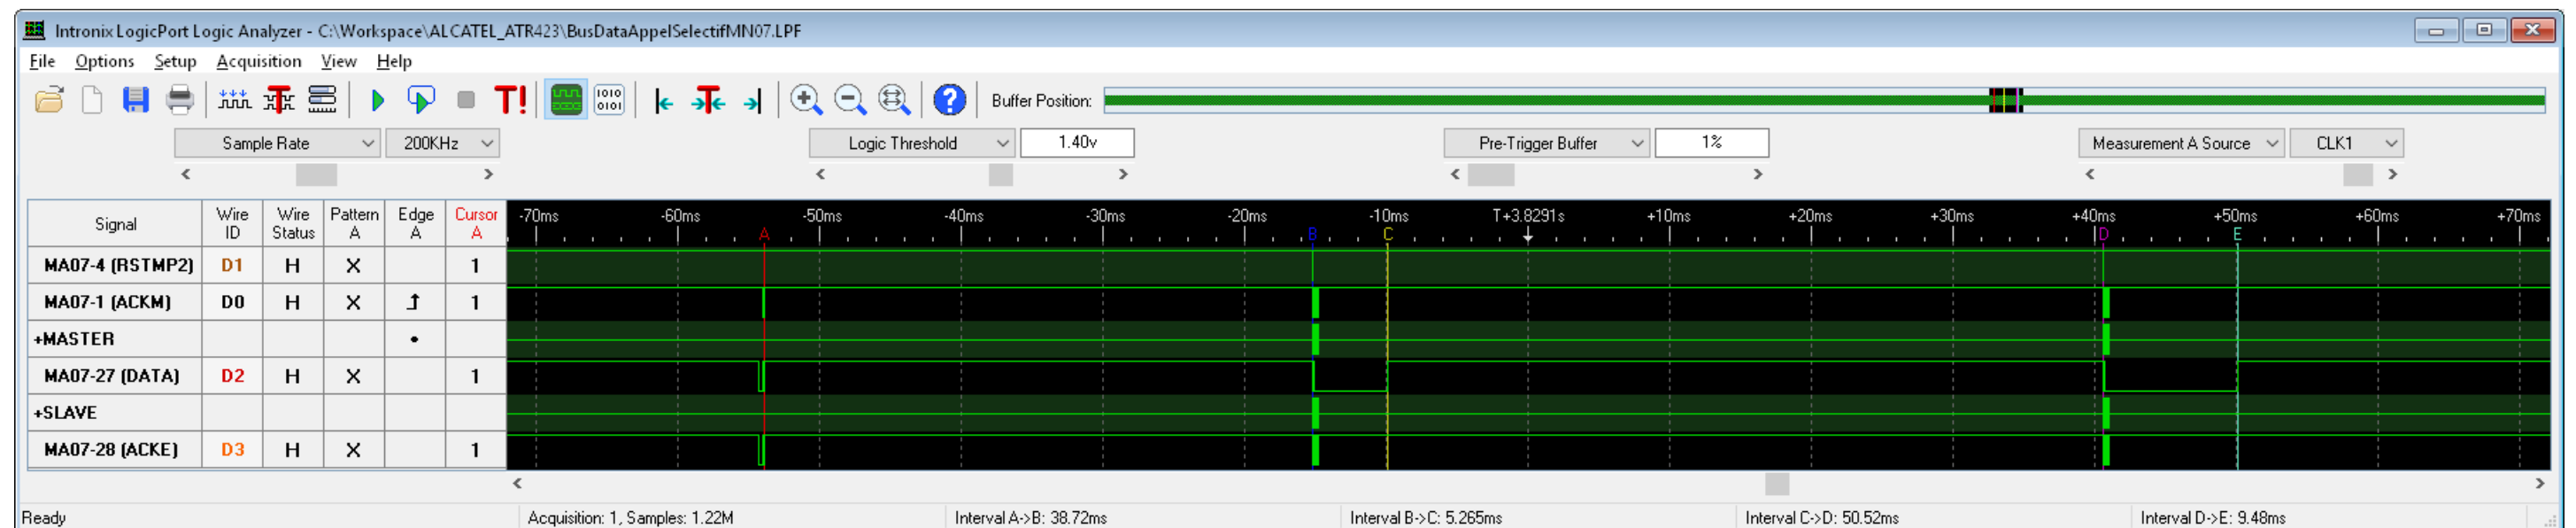 Intronix LogicPort Logic Analyzer - C:\Workspace\ALCATEL_ATR423\BusDataAppelSelectifMN07.LPF
File Options Setup Acquisition View Help
T! 1010 0101 ? Buffer Position:
Sample Rate 200KHz Logic Threshold 1.40v Pre-Trigger Buffer 1% Measurement A Source CLK1
Signal Wire ID Wire Status Pattern A Edge A Cursor A -70ms -60ms -50ms -40ms -30ms -20ms -10ms T+3.8291s +10ms +20ms +30ms +40ms +50ms +60ms +70ms
A B C D E
MA07-4 (RSTMP2) D1 H X 1
MA07-1 (ACKM) D0 H X 1
+MASTER
MA07-27 (DATA) D2 H X 1
+SLAVE
MA07-28 (ACKE) D3 H X 1
Ready Acquisition: 1, Samples: 1.22M Interval A->B: 38.72ms Interval B->C: 5.265ms Interval C->D: 50.52ms Interval D->E: 9.48ms